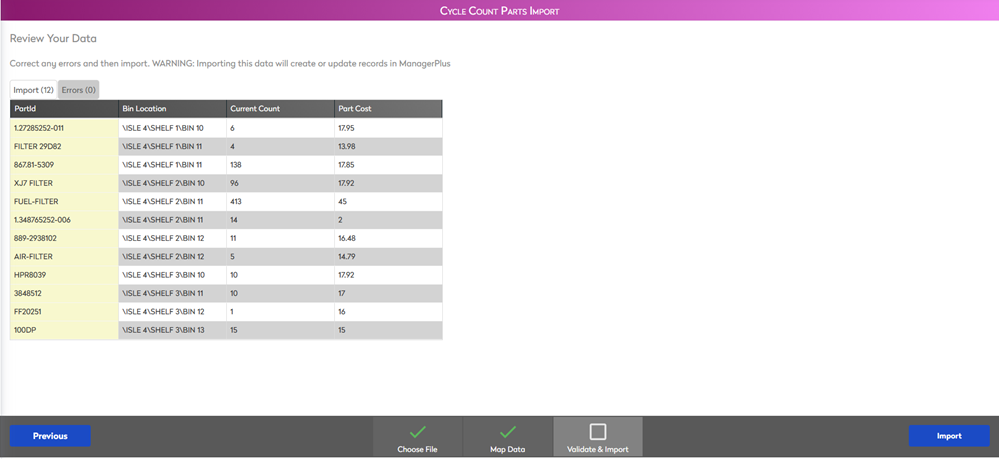 Cycle Count Parts Import
Review Your Data
Correct any errors and then import. WARNING: Importing this data will create or update records in ManagerPlus
Import (12) Errors (0)
PartId Bin Location Current Count Part Cost
1.27285252-011 \ISLE 4\SHELF 1\BIN 10 6 17.95
FILTER 29D82 \ISLE 4\SHELF 1\BIN 11 4 13.98
867.81-5309 \ISLE 4\SHELF 1\BIN 11 138 17.85
XJ7 FILTER \ISLE 4\SHELF 2\BIN 10 96 17.92
FUEL-FILTER \ISLE 4\SHELF 2\BIN 11 413 45
1.348765252-006 \ISLE 4\SHELF 2\BIN 11 14 2
889-2938102 \ISLE 4\SHELF 2\BIN 12 11 16.48
AIR-FILTER \ISLE 4\SHELF 2\BIN 12 5 14.79
HPR8039 \ISLE 4\SHELF 3\BIN 10 10 17.92
3848512 \ISLE 4\SHELF 3\BIN 11 10 17
FF20251 \ISLE 4\SHELF 3\BIN 12 1 16
100DP \ISLE 4\SHELF 3\BIN 13 15 15
Previous Choose File Map Data Validate & Import Import